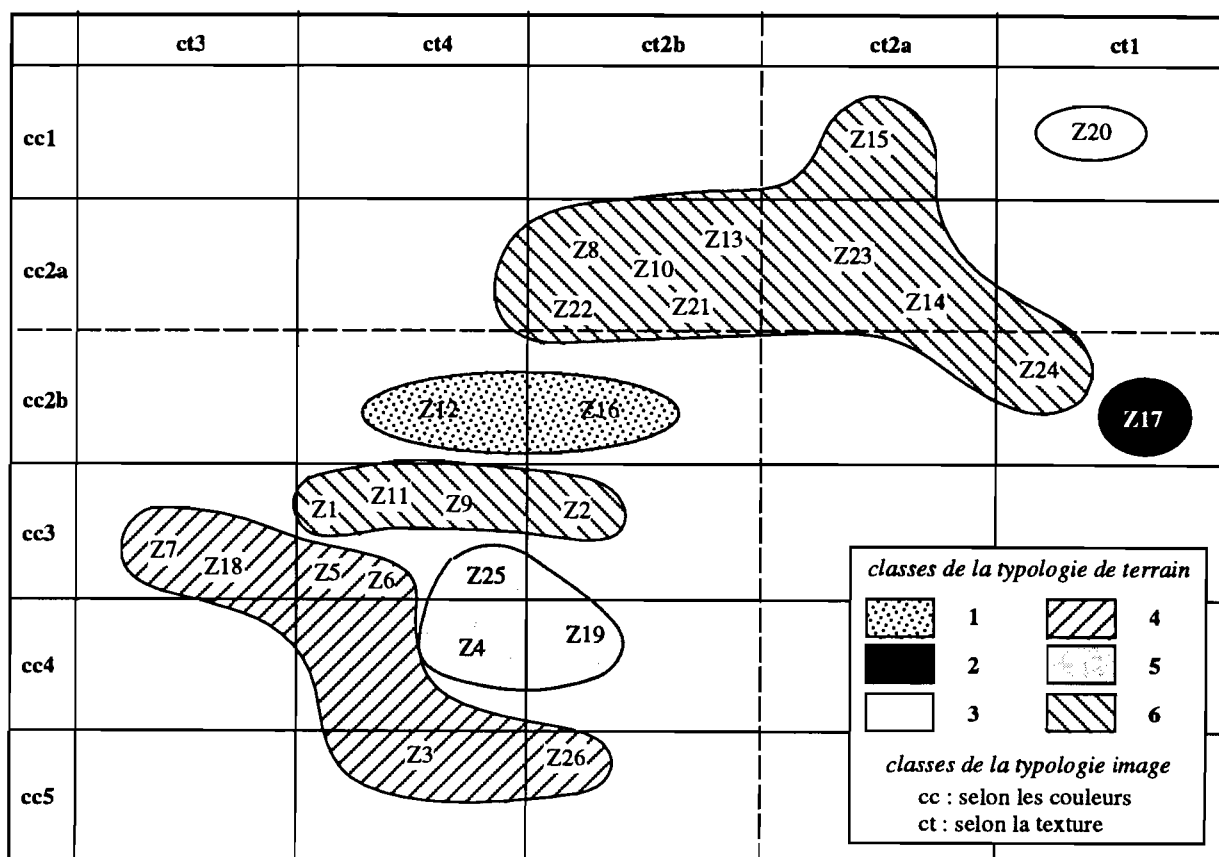 ct3 ct4 ct2b ct2a ct1
cc1 Z15 Z20
cc2a Z8 Z13 Z10 Z23
Z22 Z21 Z14
cc2b Z12 Z16 Z24 Z17
cc3 Z1 Z11 Z9 Z2
Z7 Z18 Z5 Z6 Z25
cc4 Z4 Z19
cc5 Z3 Z26
classes de la typologie de terrain
1 4
2 5
3 6
classes de la typologie image
cc : selon les couleurs
ct : selon la texture